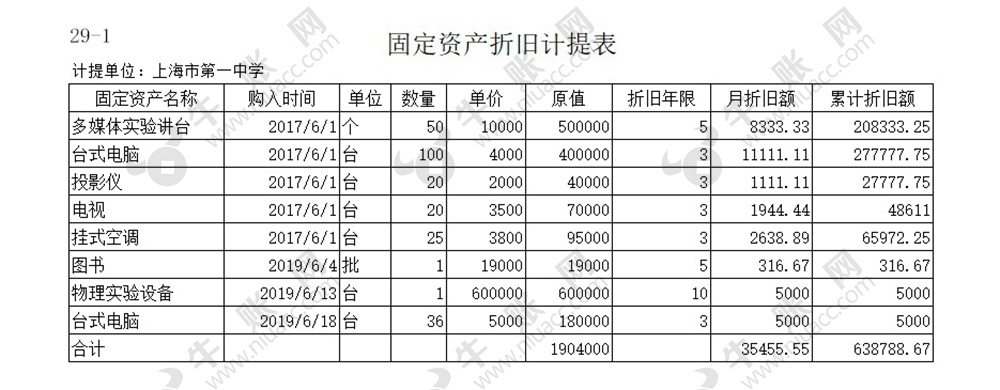 29-1
固定资产折旧计提表
计提单位：上海市第一中学
固定资产名称 购入时间 单位 数量 单价 原值 折旧年限 月折旧额 累计折旧额
多媒体实验讲台 2017/6/1 个 50 10000 500000 5 8333.33 208333.25
台式电脑 2017/6/1 台 100 4000 400000 3 11111.11 277777.75
投影仪 2017/6/1 台 20 2000 40000 3 1111.11 27777.75
电视 2017/6/1 台 20 3500 70000 3 1944.44 48611
挂式空调 2017/6/1 台 25 3800 95000 3 2638.89 65972.25
图书 2019/6/4 批 1 19000 19000 5 316.67 316.67
物理实验设备 2019/6/13 台 1 600000 600000 10 5000 5000
台式电脑 2019/6/18 台 36 5000 180000 3 5000 5000
合计 1904000 35455.55 638788.67
牛账网
www.niuacc.com